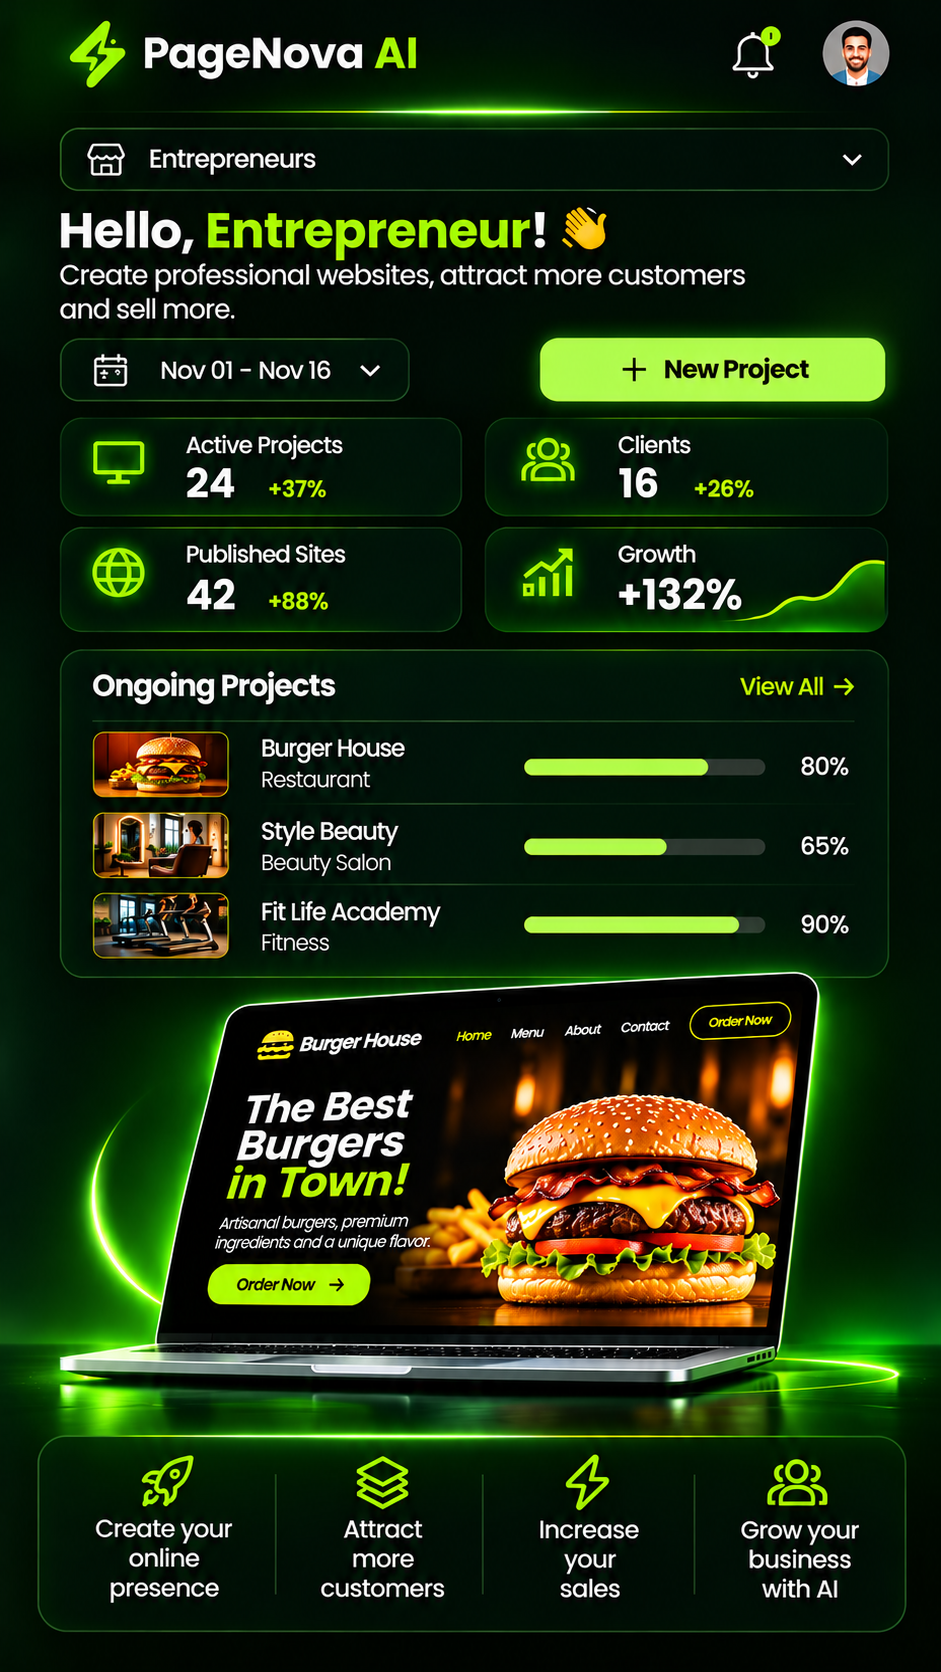 PageNova AI
Entrepreneurs
Hello, Entrepreneur! 👋
Create professional websites, attract more customers
and sell more.
Nov 01 - Nov 16
+ New Project
Active Projects
24 +37%
Clients
16 +26%
Published Sites
42 +88%
Growth
+132%
Ongoing Projects
View All →
Burger House
Restaurant
80%
Style Beauty
Beauty Salon
65%
Fit Life Academy
Fitness
90%
Burger House
Home Menu About Contact Order Now
The Best
Burgers
in Town!
Artisanal burgers, premium
ingredients and a unique flavor.
Order Now →
Create your
online
presence
Attract
more
customers
Increase
your
sales
Grow your
business
with AI